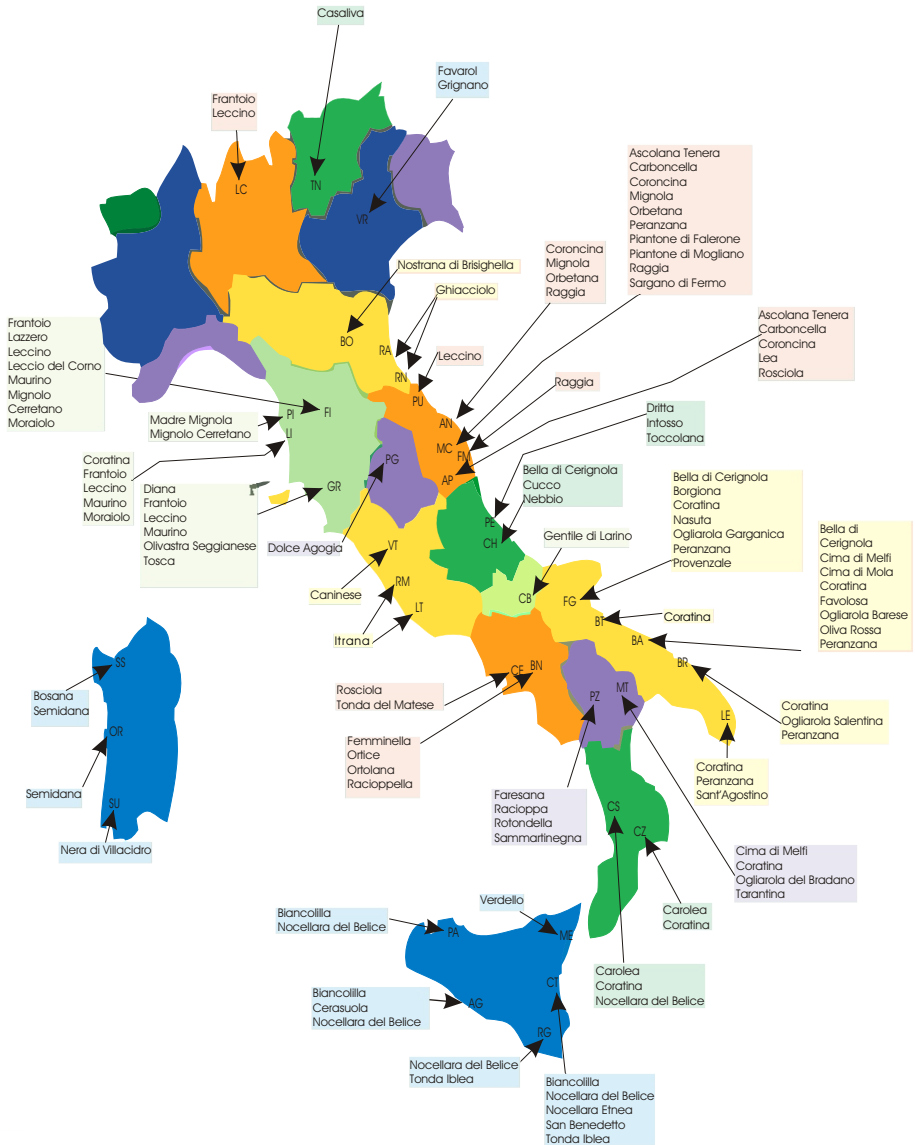 Casaliva
Favarol
Grignano
Frantoio
Leccino
LC
TN
VR
Ascolana Tenera
Carboncella
Coroncina
Mignola
Orbetana
Peranzana
Piantone di Falerone
Piantone di Mogliano
Raggia
Sargano di Fermo
Coroncina
Mignola
Orbetana
Raggia
Nostrana di Brisighella
Ghiacciolo
Ascolana Tenera
Carboncella
Coroncina
Lea
Rosciola
Frantoio
Lazzero
Leccino
Leccio del Corno
Maurino
Mignolo
Cerretano
Moraiolo
BO
RA
RN
Leccino
PU
Raggia
Madre Mignola
Mignolo Cerretano
PI
FI
LI
AN
MC
FM
AP
PG
GR
Dritta
Intosso
Toccolana
Coratina
Frantoio
Leccino
Maurino
Moraiolo
Diana
Frantoio
Leccino
Maurino
Olivastra Seggianese
Tosca
Dolce Agogia
Bella di Cerignola
Cucco
Nebbio
PE
CH
Gentile di Larino
CB
Bella di Cerignola
Borgiona
Coratina
Nasuta
Ogliarola Garganica
Peranzana
Provenzale
Bella di
Cerignola
Cima di Melfi
Cima di Mola
Coratina
Favolosa
Ogliarola Barese
Oliva Rossa
Peranzana
VT
RM
LT
Caninese
Itrana
FG
BT
Coratina
BA
BR
LE
SS
Bosana
Semidana
OR
Semidana
SU
Nera di Villacidro
Rosciola
Tonda del Matese
CE
BN
Femminella
Ortice
Ortolana
Racioppella
PZ
MT
Coratina
Ogliarola Salentina
Peranzana
Coratina
Peranzana
Sant'Agostino
Faresana
Racioppa
Rotondella
Sammartinegna
CS
CZ
Cima di Melfi
Coratina
Ogliarola del Bradano
Tarantina
Carolea
Coratina
Carolea
Coratina
Nocellara del Belice
Verdello
Biancolilla
Nocellara del Belice
PA
ME
CT
AG
RG
Biancolilla
Cerasuola
Nocellara del Belice
Nocellara del Belice
Tonda Iblea
Biancolilla
Nocellara del Belice
Nocellara Etnea
San Benedetto
Tonda Iblea